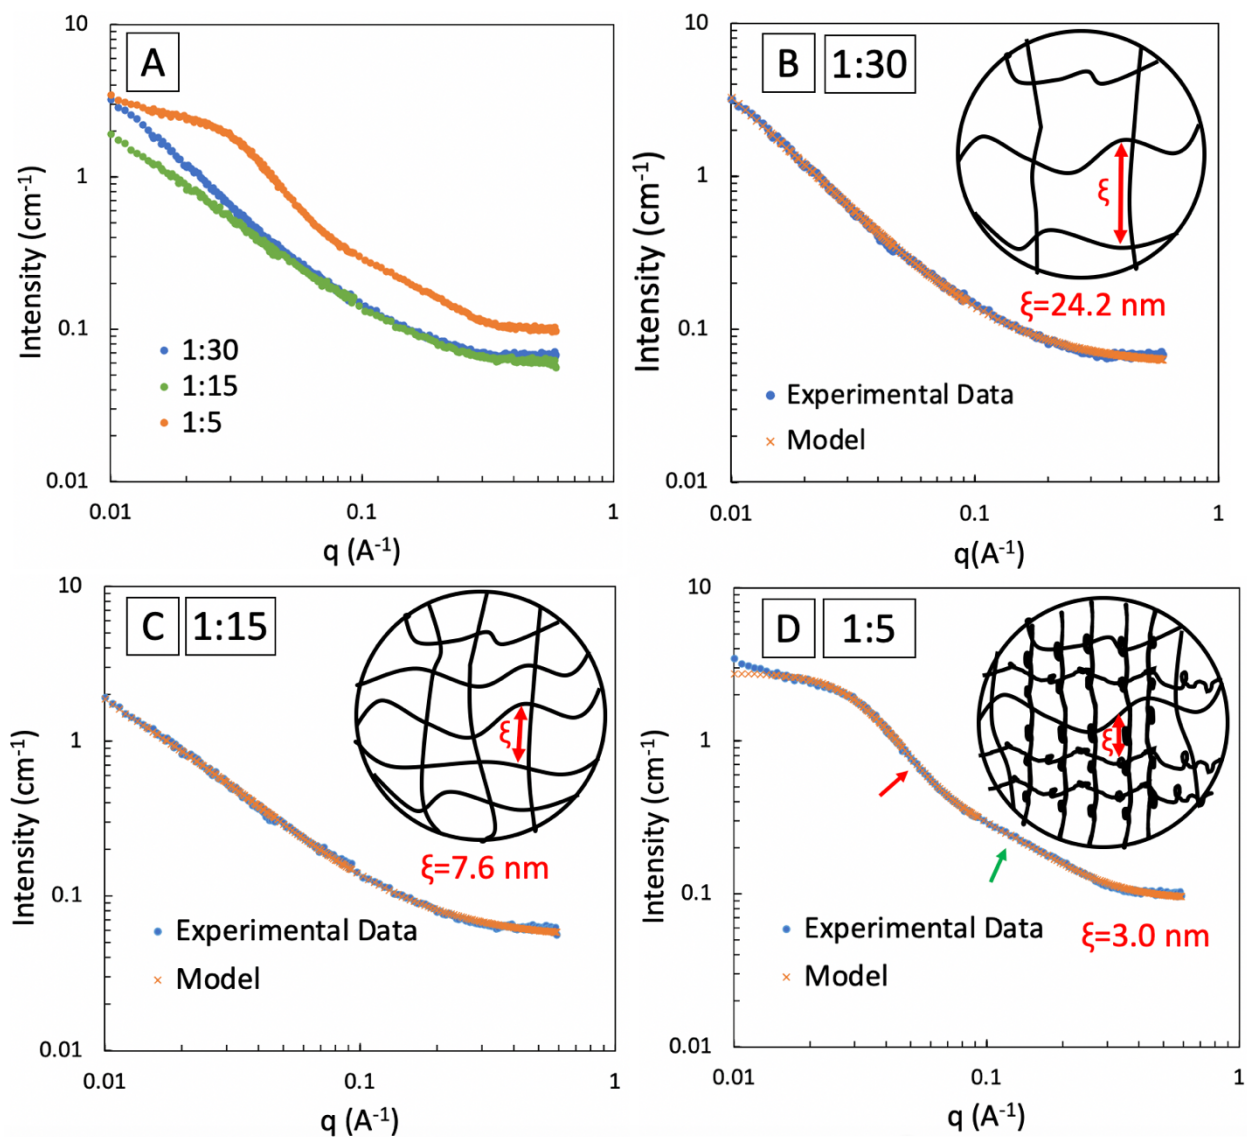 A
10
1
0.1
0.01
Intensity (cm-1)
1:30
1:15
1:5
0.01
0.1
1
q (A-1)
B
1:30
10
1
0.1
0.01
Intensity (cm-1)
ξ
ξ=24.2 nm
Experimental Data
Model
0.01
0.1
1
q(A-1)
C
1:15
10
1
0.1
0.01
Intensity (cm-1)
ξ
ξ=7.6 nm
Experimental Data
Model
0.01
0.1
1
q (A-1)
D
1:5
10
1
0.1
0.01
Intensity (cm-1)
ξ
Experimental Data
ξ=3.0 nm
Model
0.01
0.1
1
q (A-1)